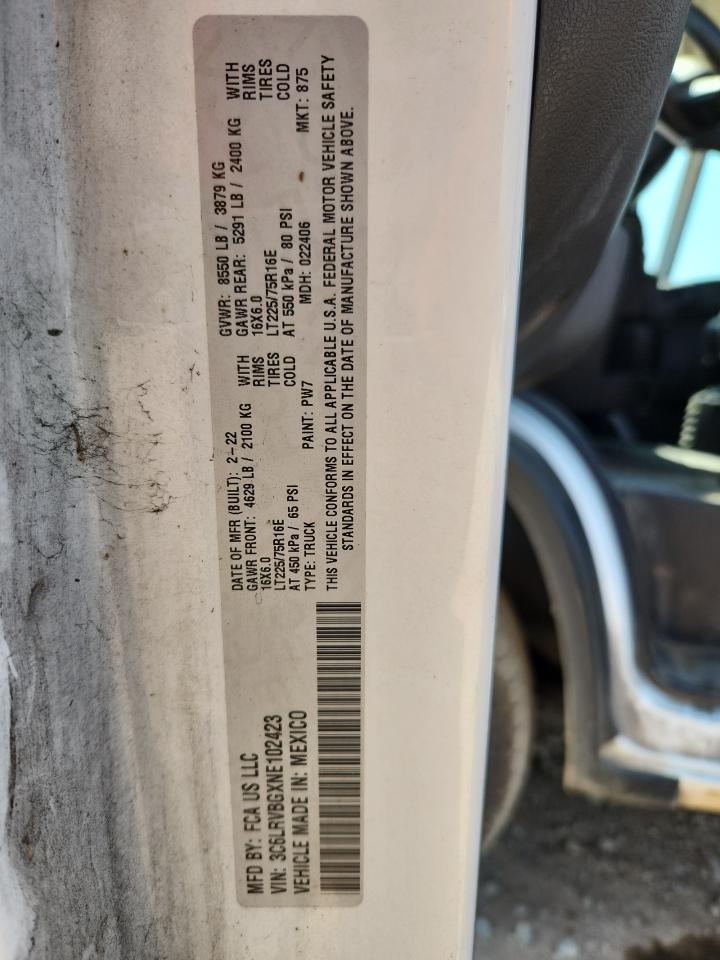 MFD BY: FCA US LLC
VIN: 3C6LRVBGXNE102423
VEHICLE MADE IN: MEXICO
DATE OF MFR (BUILT): 2-22
GAWR FRONT: 4629 LB / 2100 KG WITH
16X6.0 RIMS
LT225/75R16E TIRES
AT 450 kPa / 65 PSI COLD
TYPE: TRUCK PAINT: PW7
GVWR: 8550 LB / 3879 KG
GAWR REAR: 5291 LB / 2400 KG WITH
16X6.0 RIMS
LT225/75R16E TIRES
AT 550 kPa / 80 PSI COLD
MDH: 022406 MKT: 875
THIS VEHICLE CONFORMS TO ALL APPLICABLE U.S.A. FEDERAL MOTOR VEHICLE SAFETY
STANDARDS IN EFFECT ON THE DATE OF MANUFACTURE SHOWN ABOVE.